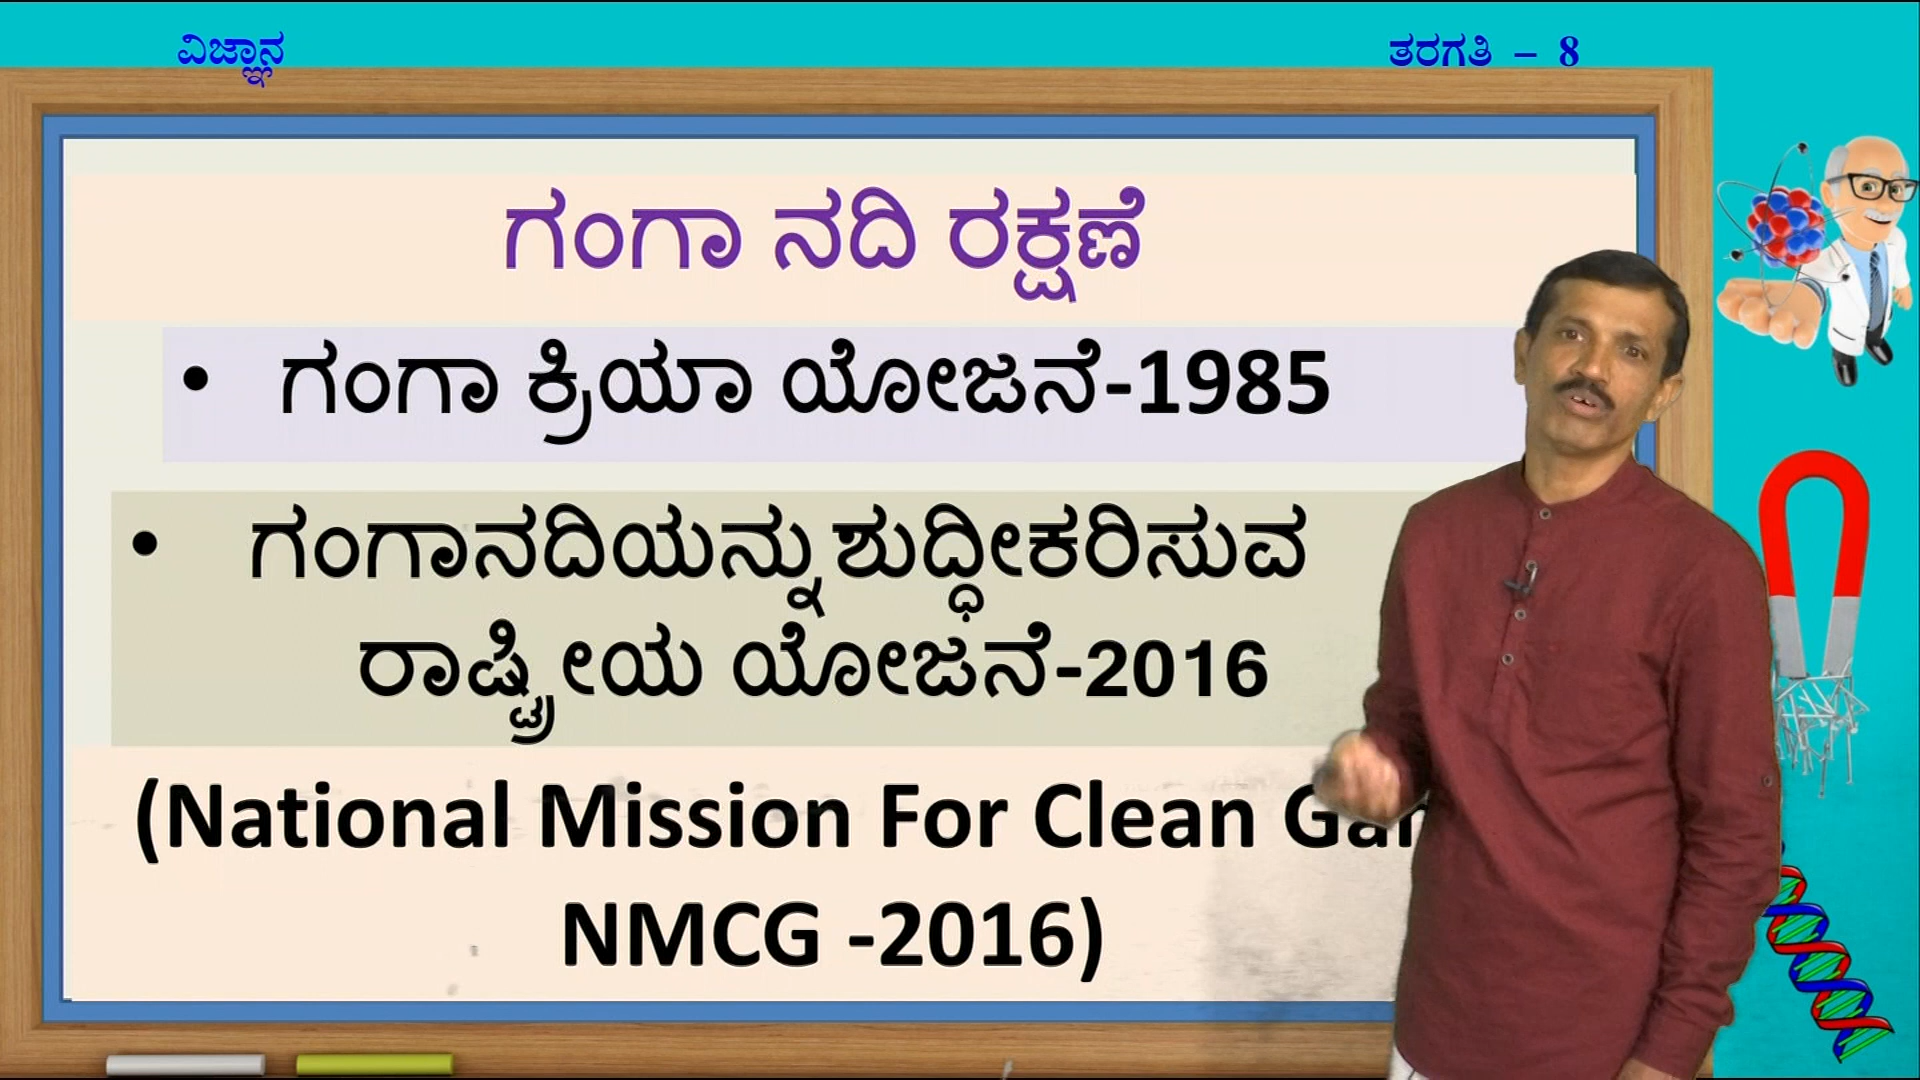 ವಿಜ್ಞಾನ
ತರಗತಿ – 8
ಗಂಗಾ ನದಿ ರಕ್ಷಣೆ
• ಗಂಗಾ ಕ್ರಿಯಾ ಯೋಜನೆ-1985
• ಗಂಗಾನದಿಯನ್ನು ಶುದ್ಧೀಕರಿಸುವ
ರಾಷ್ಟ್ರೀಯ ಯೋಜನೆ-2016
(National Mission For Clean
NMCG -2016)